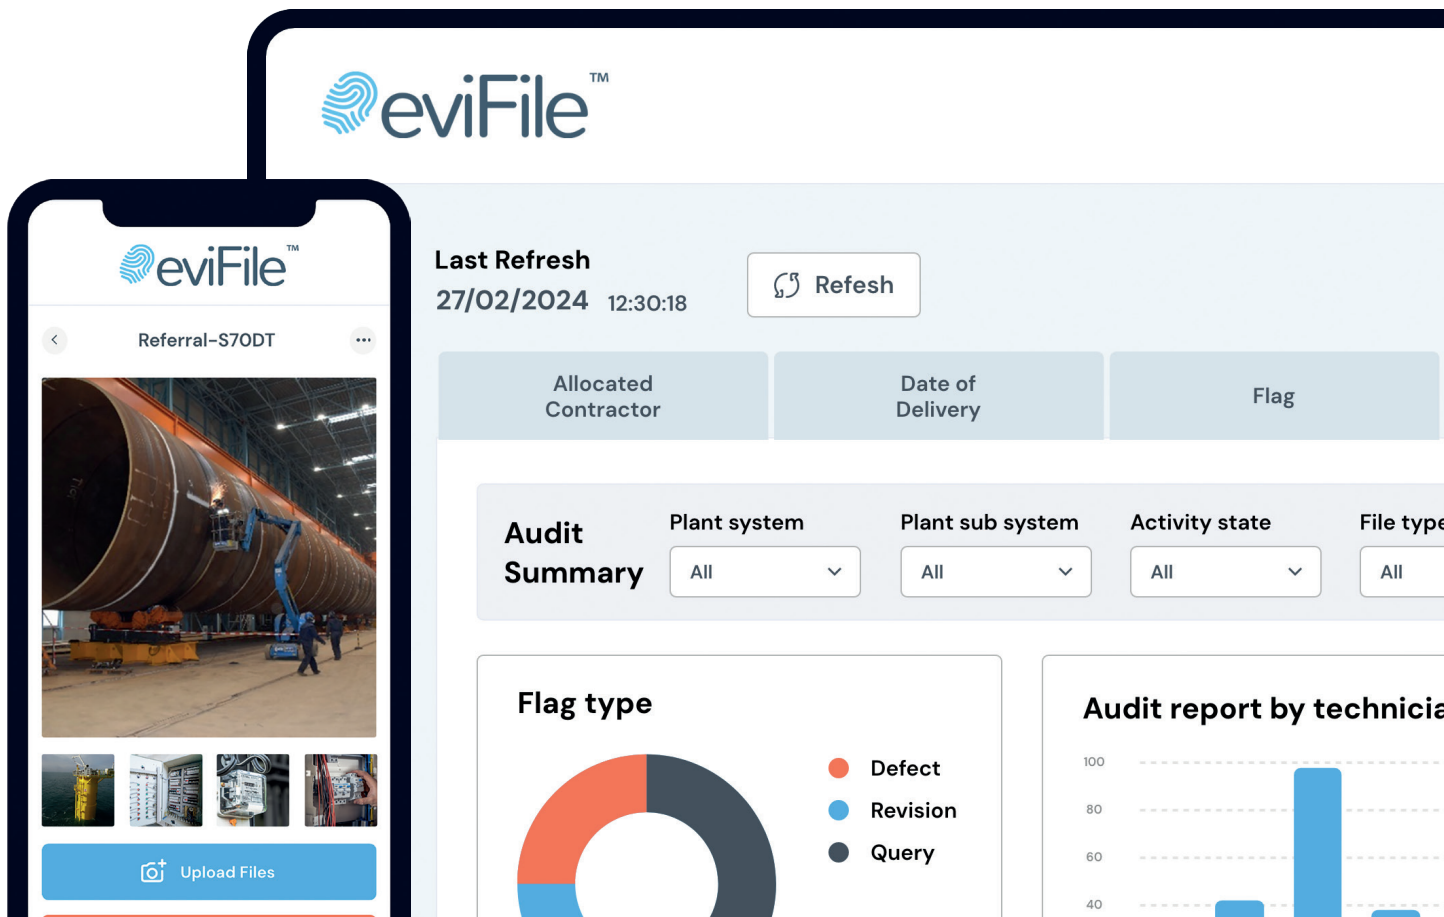 eviFile™
eviFile™
Referral-S70DT
Upload Files
Last Refresh
27/02/2024 12:30:18
Refesh
Allocated
Contractor
Date of
Delivery
Flag
Audit
Summary
Plant system
All
Plant sub system
All
Activity state
All
File type
All
Flag type
Defect
Revision
Query
Audit report by technicia
100
80
60
40